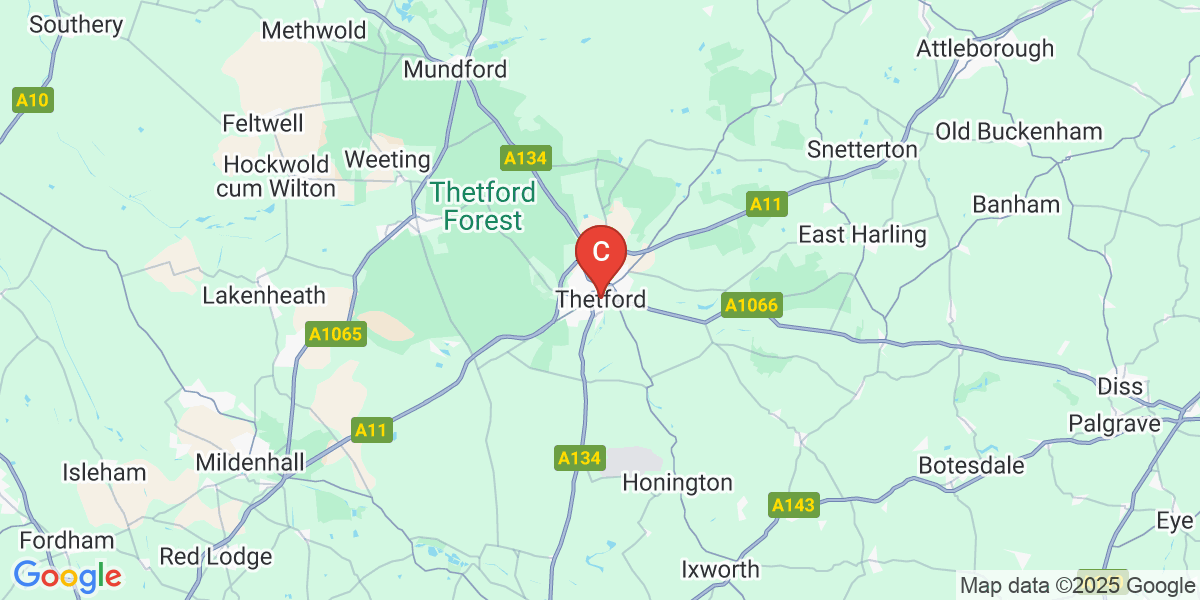 Southery
Methwold
Attleborough
Mundford
A10
Feltwell
Old Buckenham
Snetterton
Hockwold
cum Wilton
Weeting
A134
Thetford
Forest
A11
Banham
C
East Harling
Lakenheath
Thetford
A1066
A1065
Diss
Palgrave
A11
Mildenhall
A134
Botesdale
Isleham
Honington
A143
Eye
Fordham
Red Lodge
Ixworth
Google
Map data ©2025 Google